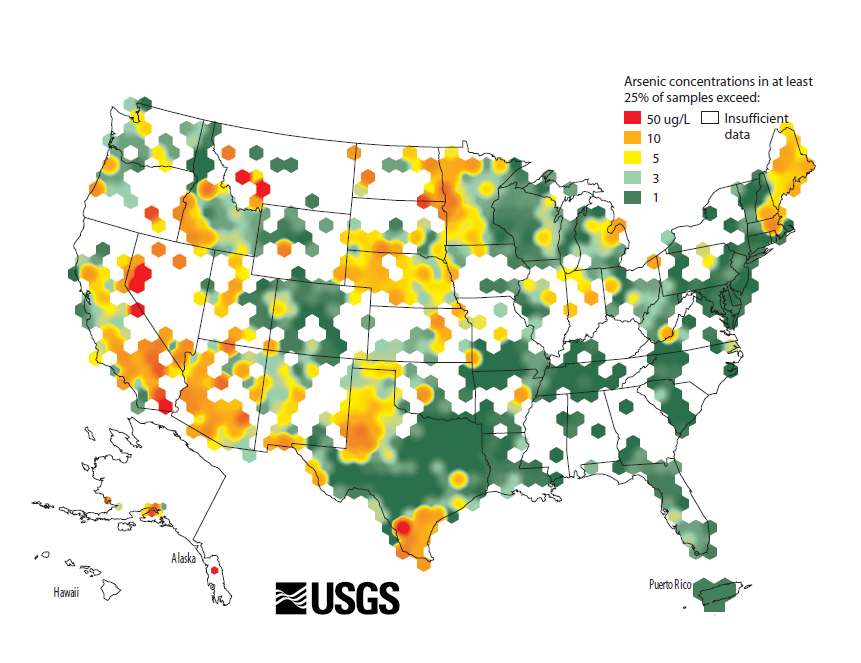 Arsenic concentrations in at least
25% of samples exceed:
50 ug/L
Insufficient
data
10
5
3
1
Alaska
Hawaii
USGS
Puerto Rico